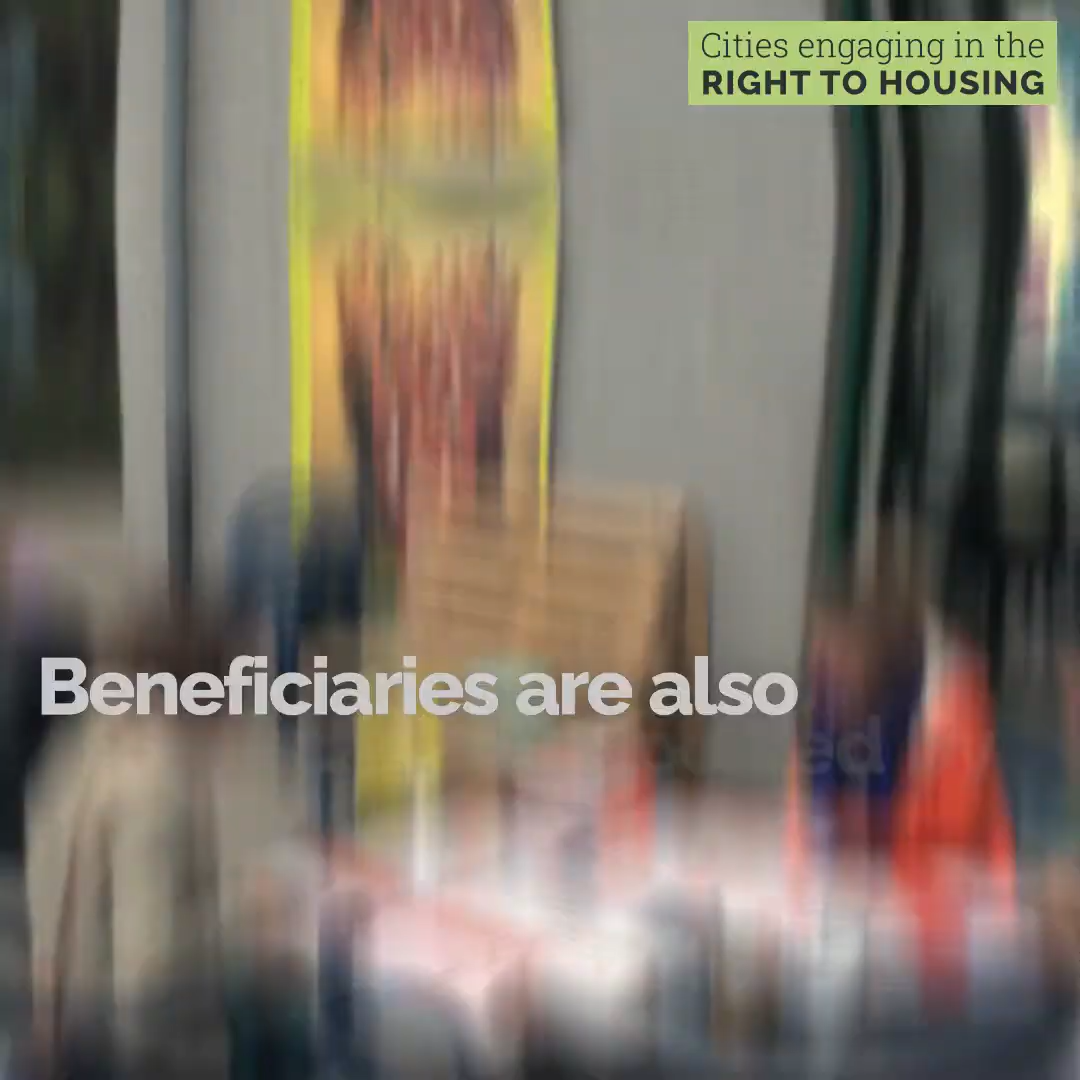 Cities engaging in the
RIGHT TO HOUSING
Beneficiaries are also